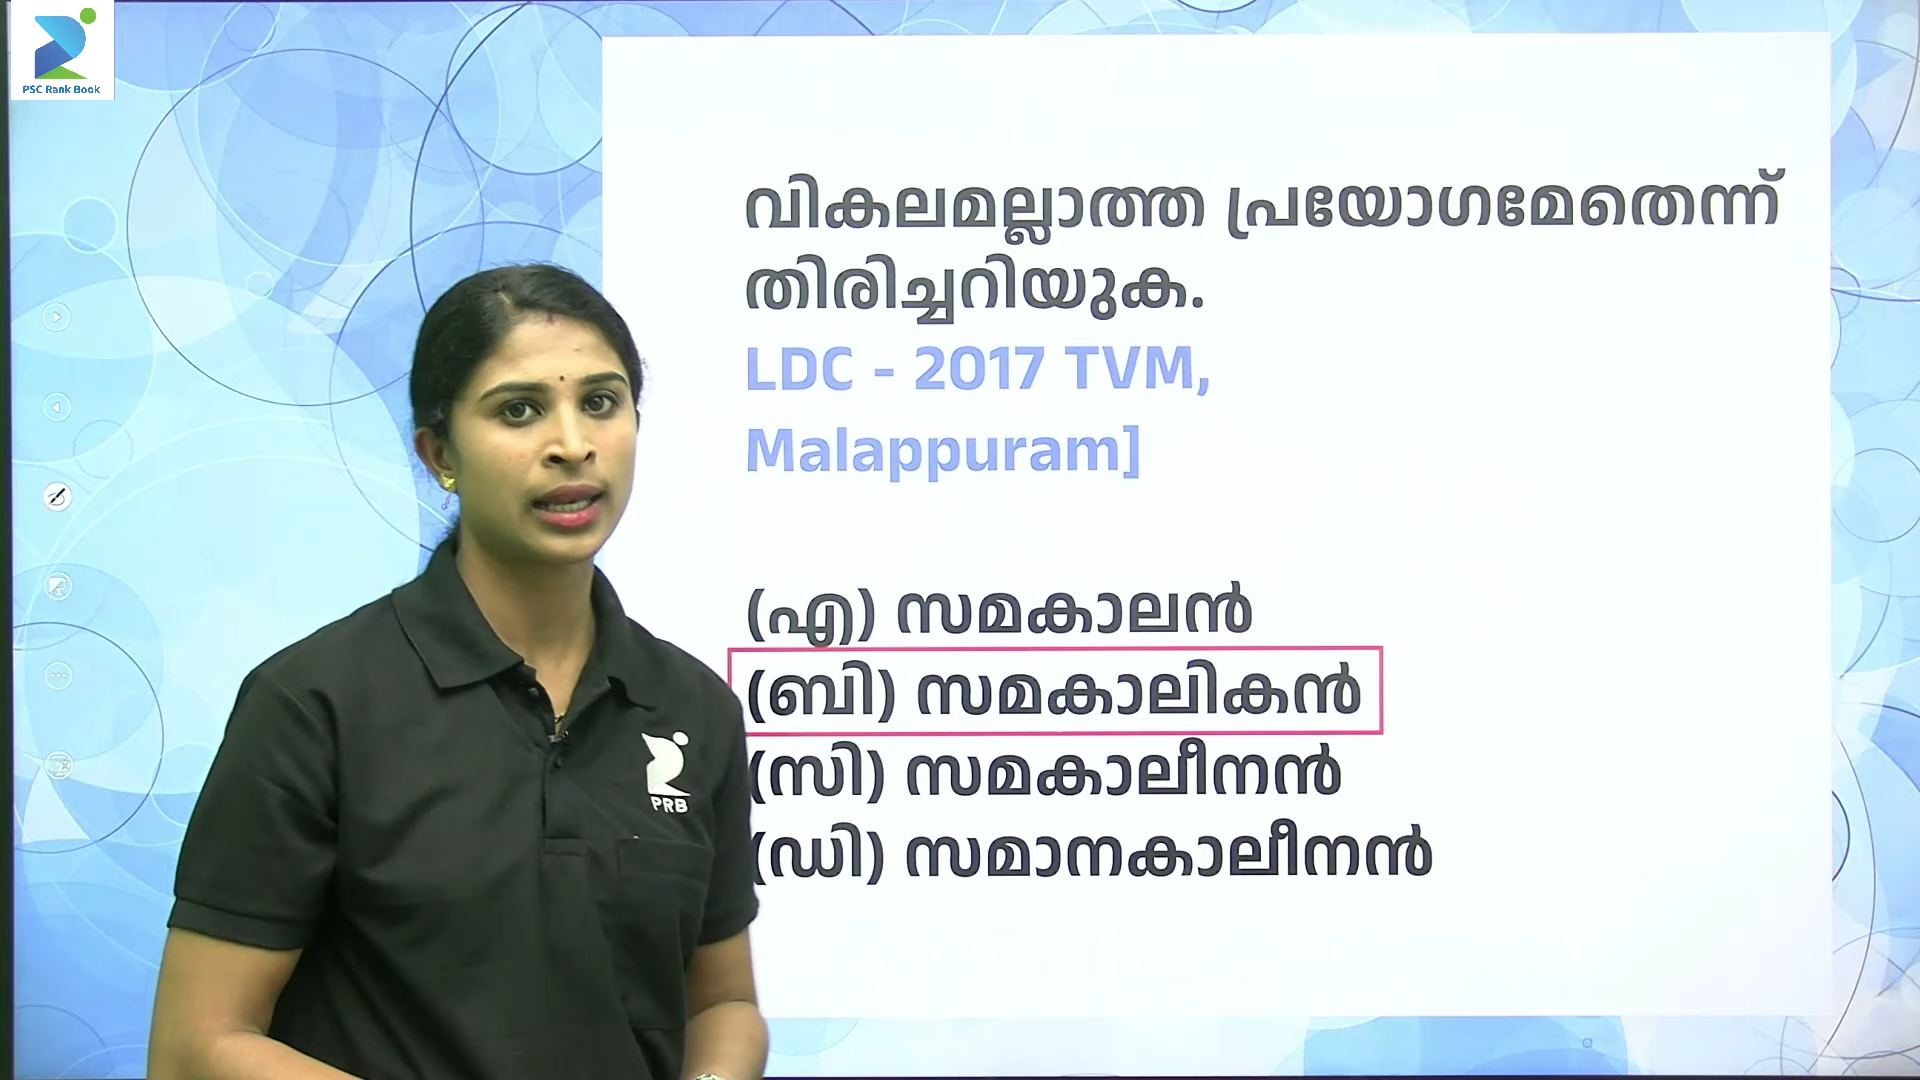 PSC Rank Book
വികലമല്ലാത്ത പ്രയോഗമേതെന്ന്
തിരിച്ചറിയുക.
LDC - 2017 TVM,
Malappuram]
(എ) സമകാലൻ
(ബി) സമകാലികൻ
(സി) സമകാലീനൻ
(ഡി) സമാനകാലീനൻ
PRB